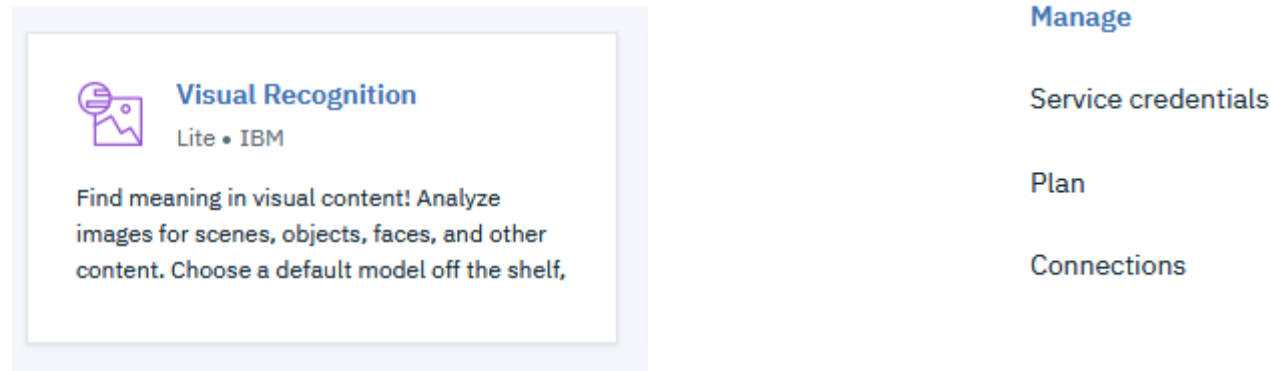 Visual Recognition
Lite • IBM
Find meaning in visual content! Analyze
images for scenes, objects, faces, and other
content. Choose a default model off the shelf,
Manage
Service credentials
Plan
Connections